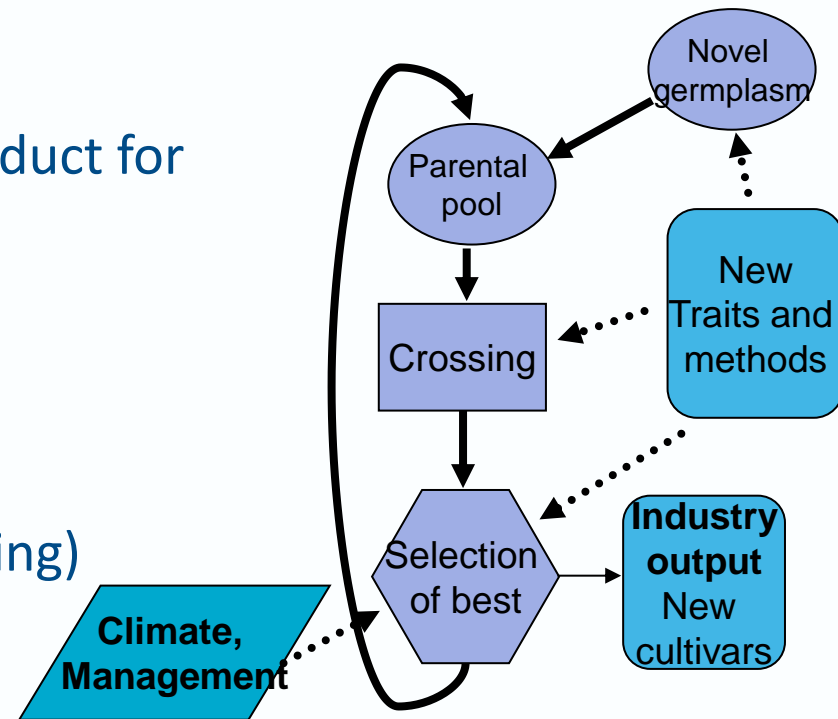 Novel
germplasm
duct for
Parental
pool
New
Traits and
methods
Crossing
ing)
Selection
of best
Industry
output
New
cultivars
Climate,
Management